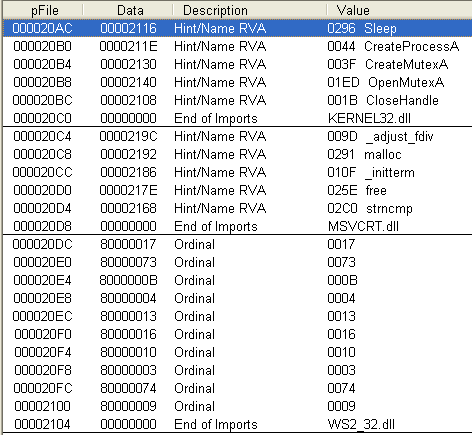 pFile Data Description Value
000020AC 00002116 Hint/Name RVA 0296 Sleep
000020B0 0000211E Hint/Name RVA 0044 CreateProcessA
000020B4 00002130 Hint/Name RVA 003F CreateMutexA
000020B8 00002140 Hint/Name RVA 01ED OpenMutexA
000020BC 00002108 Hint/Name RVA 001B CloseHandle
000020C0 00000000 End of Imports KERNEL32.dll
000020C4 0000219C Hint/Name RVA 009D _adjust_fdiv
000020C8 00002192 Hint/Name RVA 0291 malloc
000020CC 00002186 Hint/Name RVA 010F _initterm
000020D0 0000217E Hint/Name RVA 025E free
000020D4 00002168 Hint/Name RVA 02C0 strncmp
000020D8 00000000 End of Imports MSVCRT.dll
000020DC 80000017 Ordinal 0017
000020E0 80000073 Ordinal 0073
000020E4 8000000B Ordinal 000B
000020E8 80000004 Ordinal 0004
000020EC 80000013 Ordinal 0013
000020F0 80000016 Ordinal 0016
000020F4 80000010 Ordinal 0010
000020F8 80000003 Ordinal 0003
000020FC 80000074 Ordinal 0074
00002100 80000009 Ordinal 0009
00002104 00000000 End of Imports WS2_32.dll